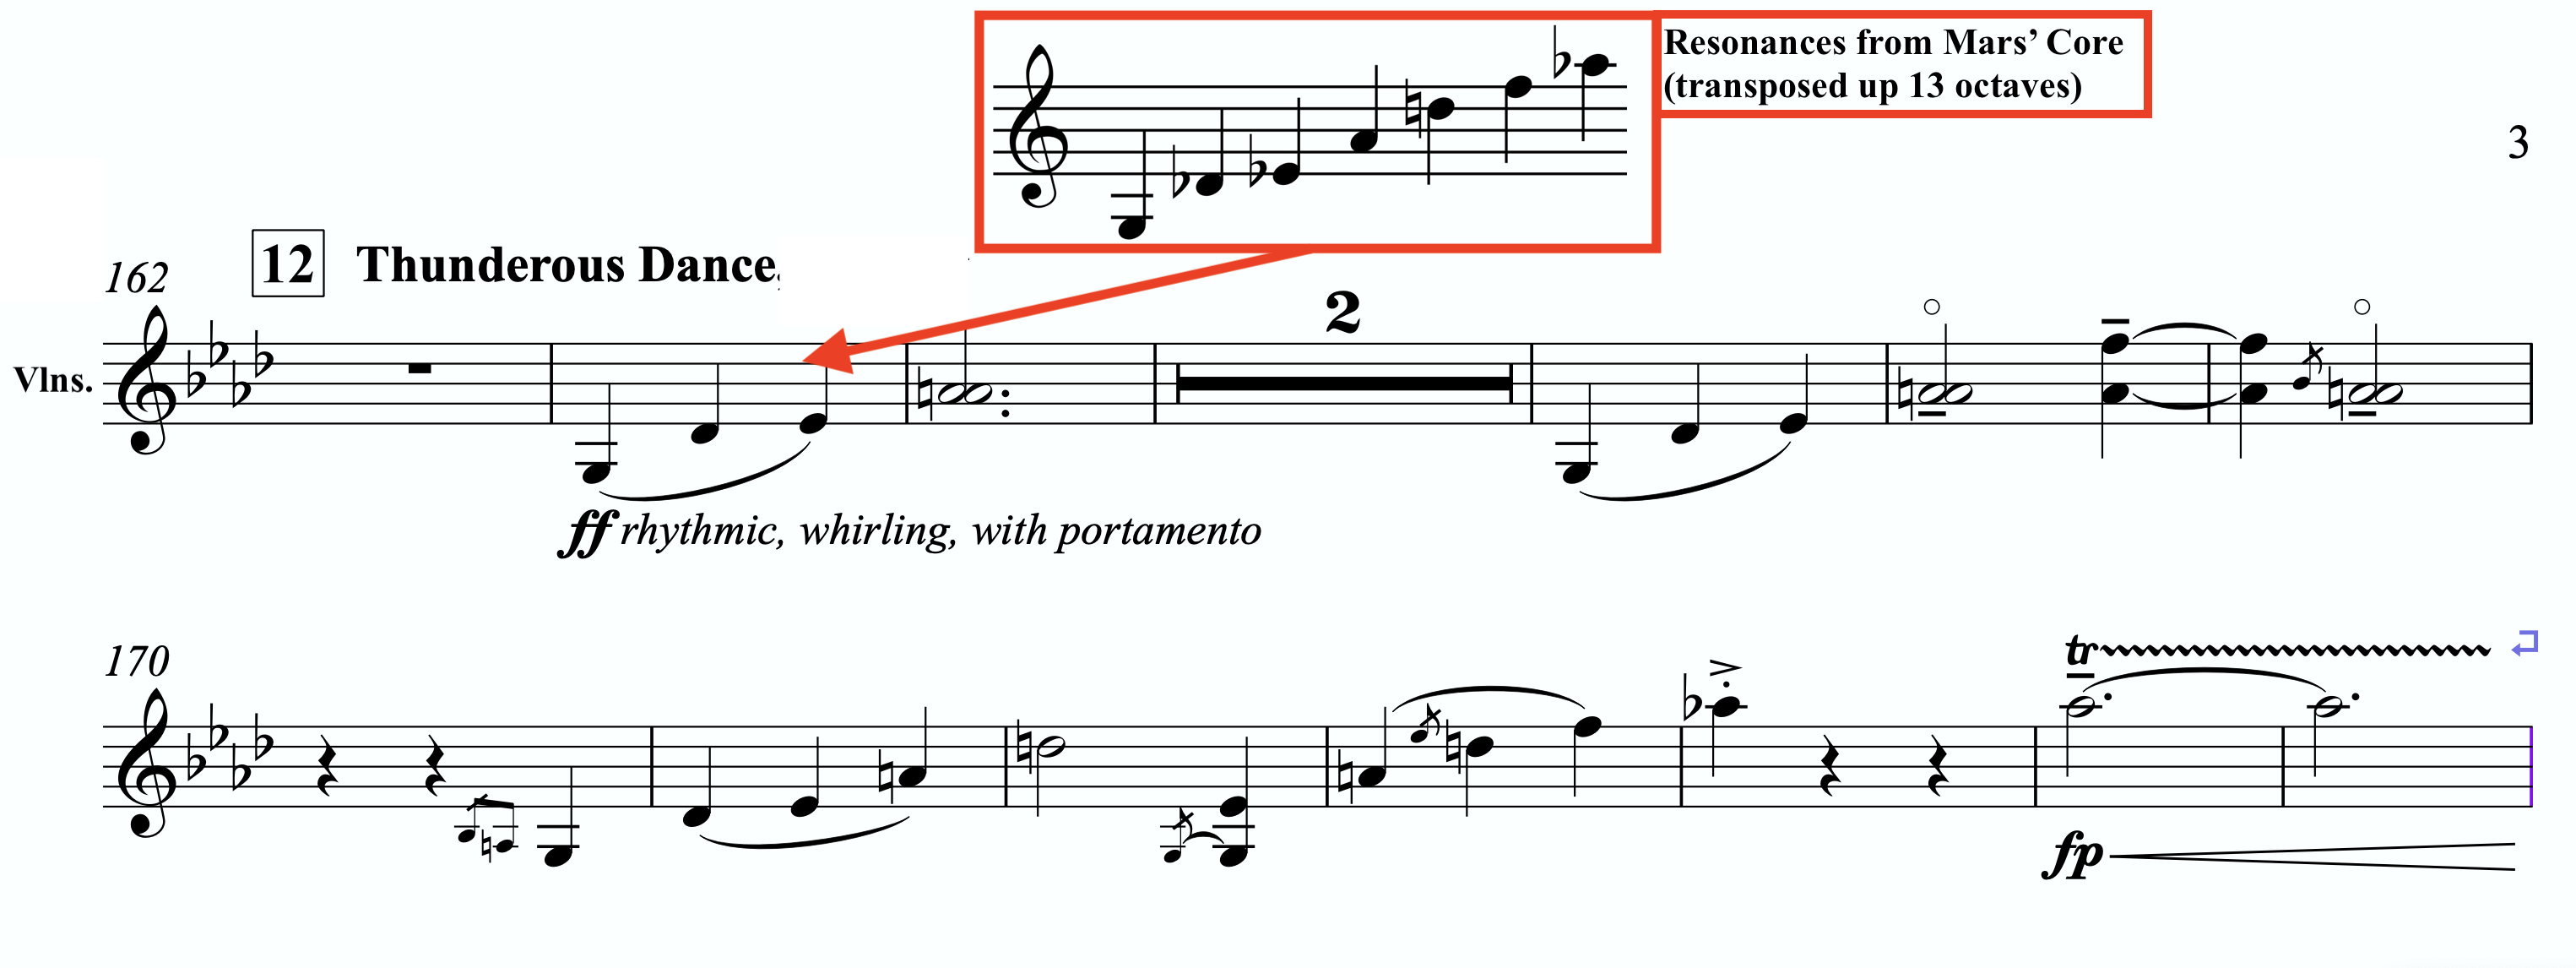 Resonances from Mars’ Core
(transposed up 13 octaves)
3
162
12 Thunderous Dance
2
Vlns.
ff rhythmic, whirling, with portamento
170
tr
fp